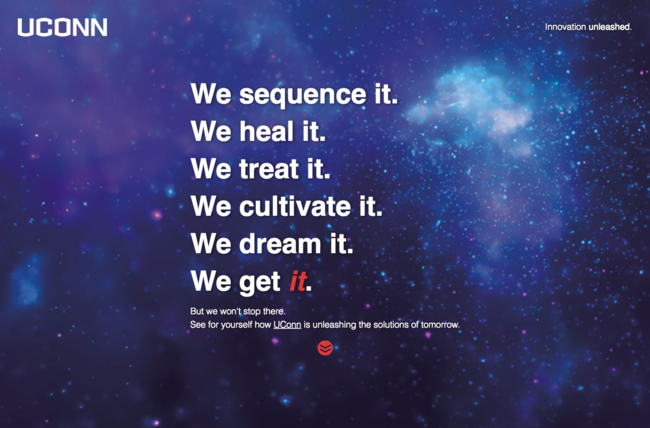 UCONN
Innovation unleashed.
We sequence it.
We heal it.
We treat it.
We cultivate it.
We dream it.
We get it.
But we won't stop there.
See for yourself how UConn is unleashing the solutions of tomorrow.